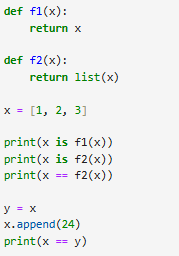 def f1(x):
    return x
def f2(x):
    return list(x)
x = [1, 2, 3]
print(x is f1(x))
print(x is f2(x))
print(x == f2(x))
y = x
x.append(24)
print(x == y)